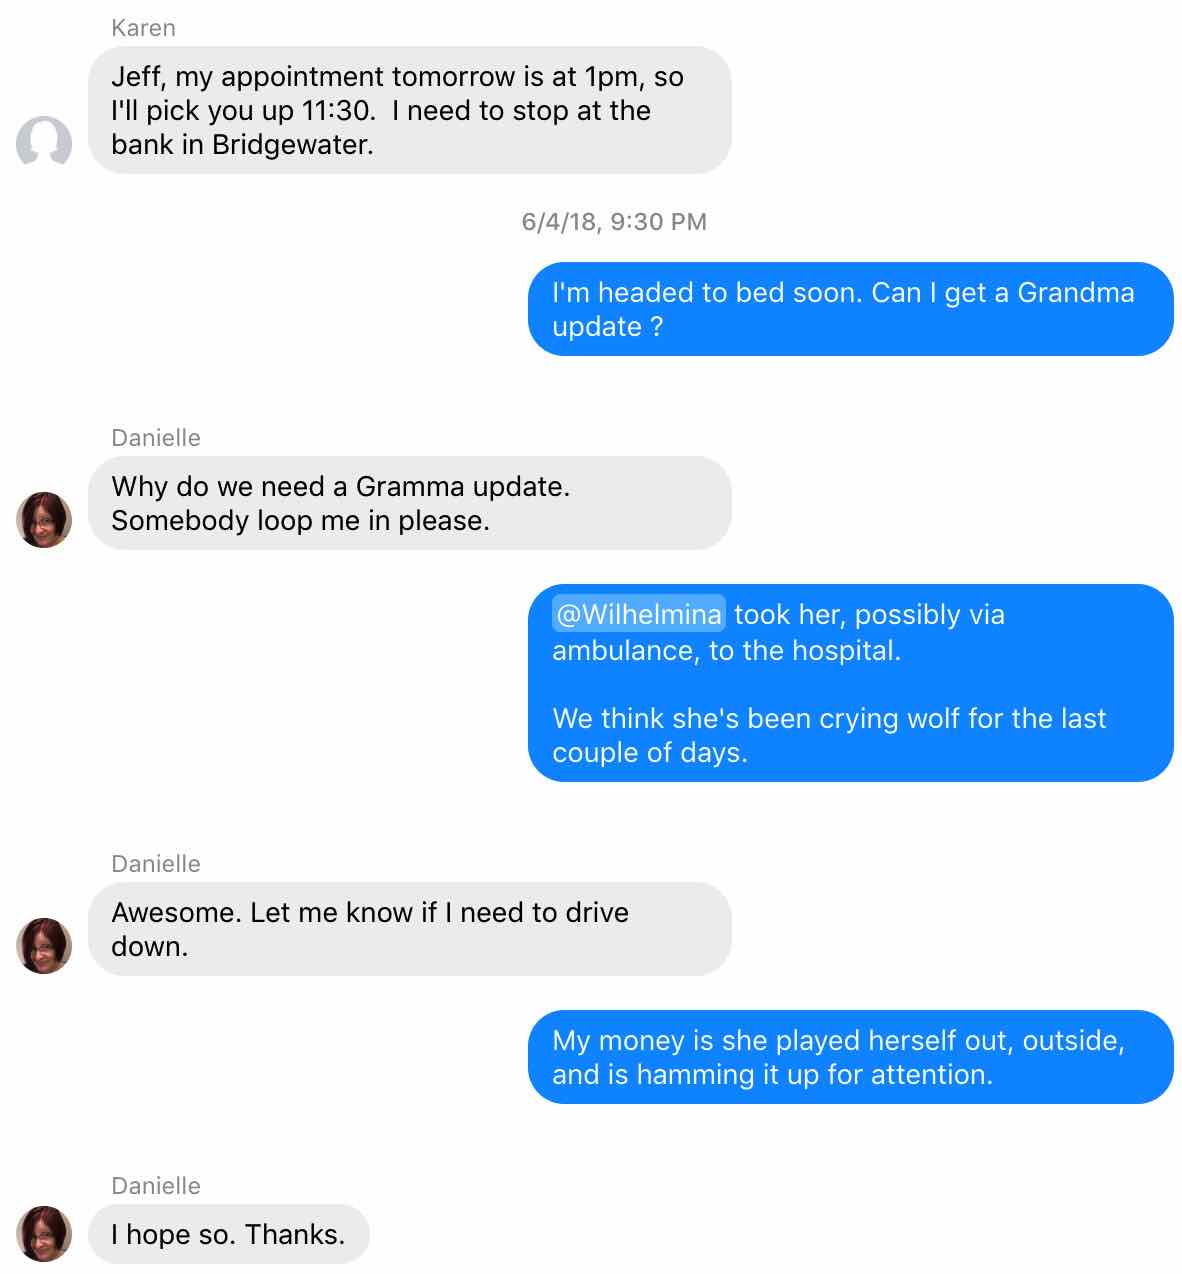 Karen
Jeff, my appointment tomorrow is at 1pm, so
I'll pick you up 11:30.  I need to stop at the
bank in Bridgewater.
6/4/18, 9:30 PM
I'm headed to bed soon. Can I get a Grandma
update ?
Danielle
Why do we need a Gramma update.
Somebody loop me in please.
@Wilhelmina took her, possibly via
ambulance, to the hospital.
We think she's been crying wolf for the last
couple of days.
Danielle
Awesome. Let me know if I need to drive
down.
My money is she played herself out, outside,
and is hamming it up for attention.
Danielle
I hope so. Thanks.